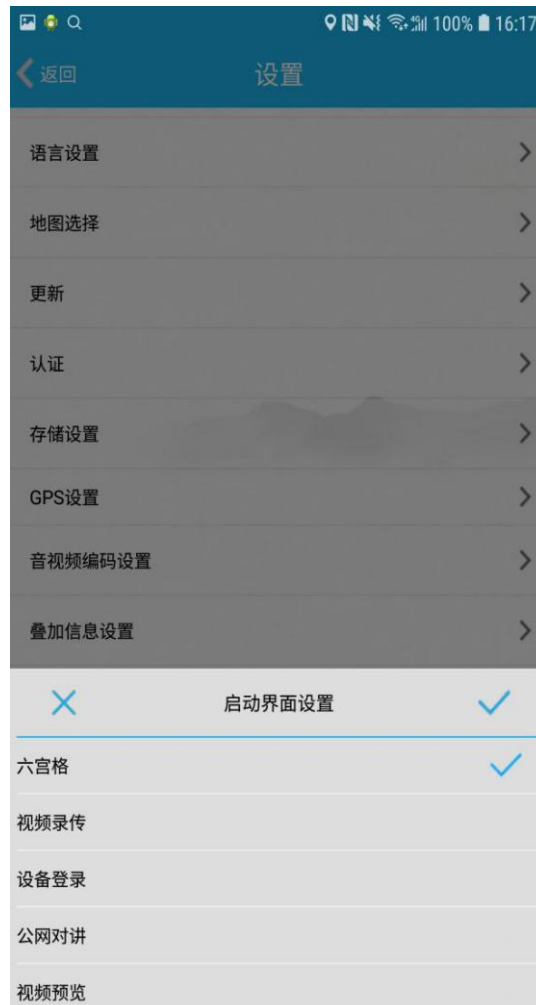 100% 16:17
返回 设置
语言设置
地图选择
更新
认证
存储设置
GPS设置
音视频编码设置
叠加信息设置
启动界面设置
六宫格
视频录传
设备登录
公网对讲
视频预览